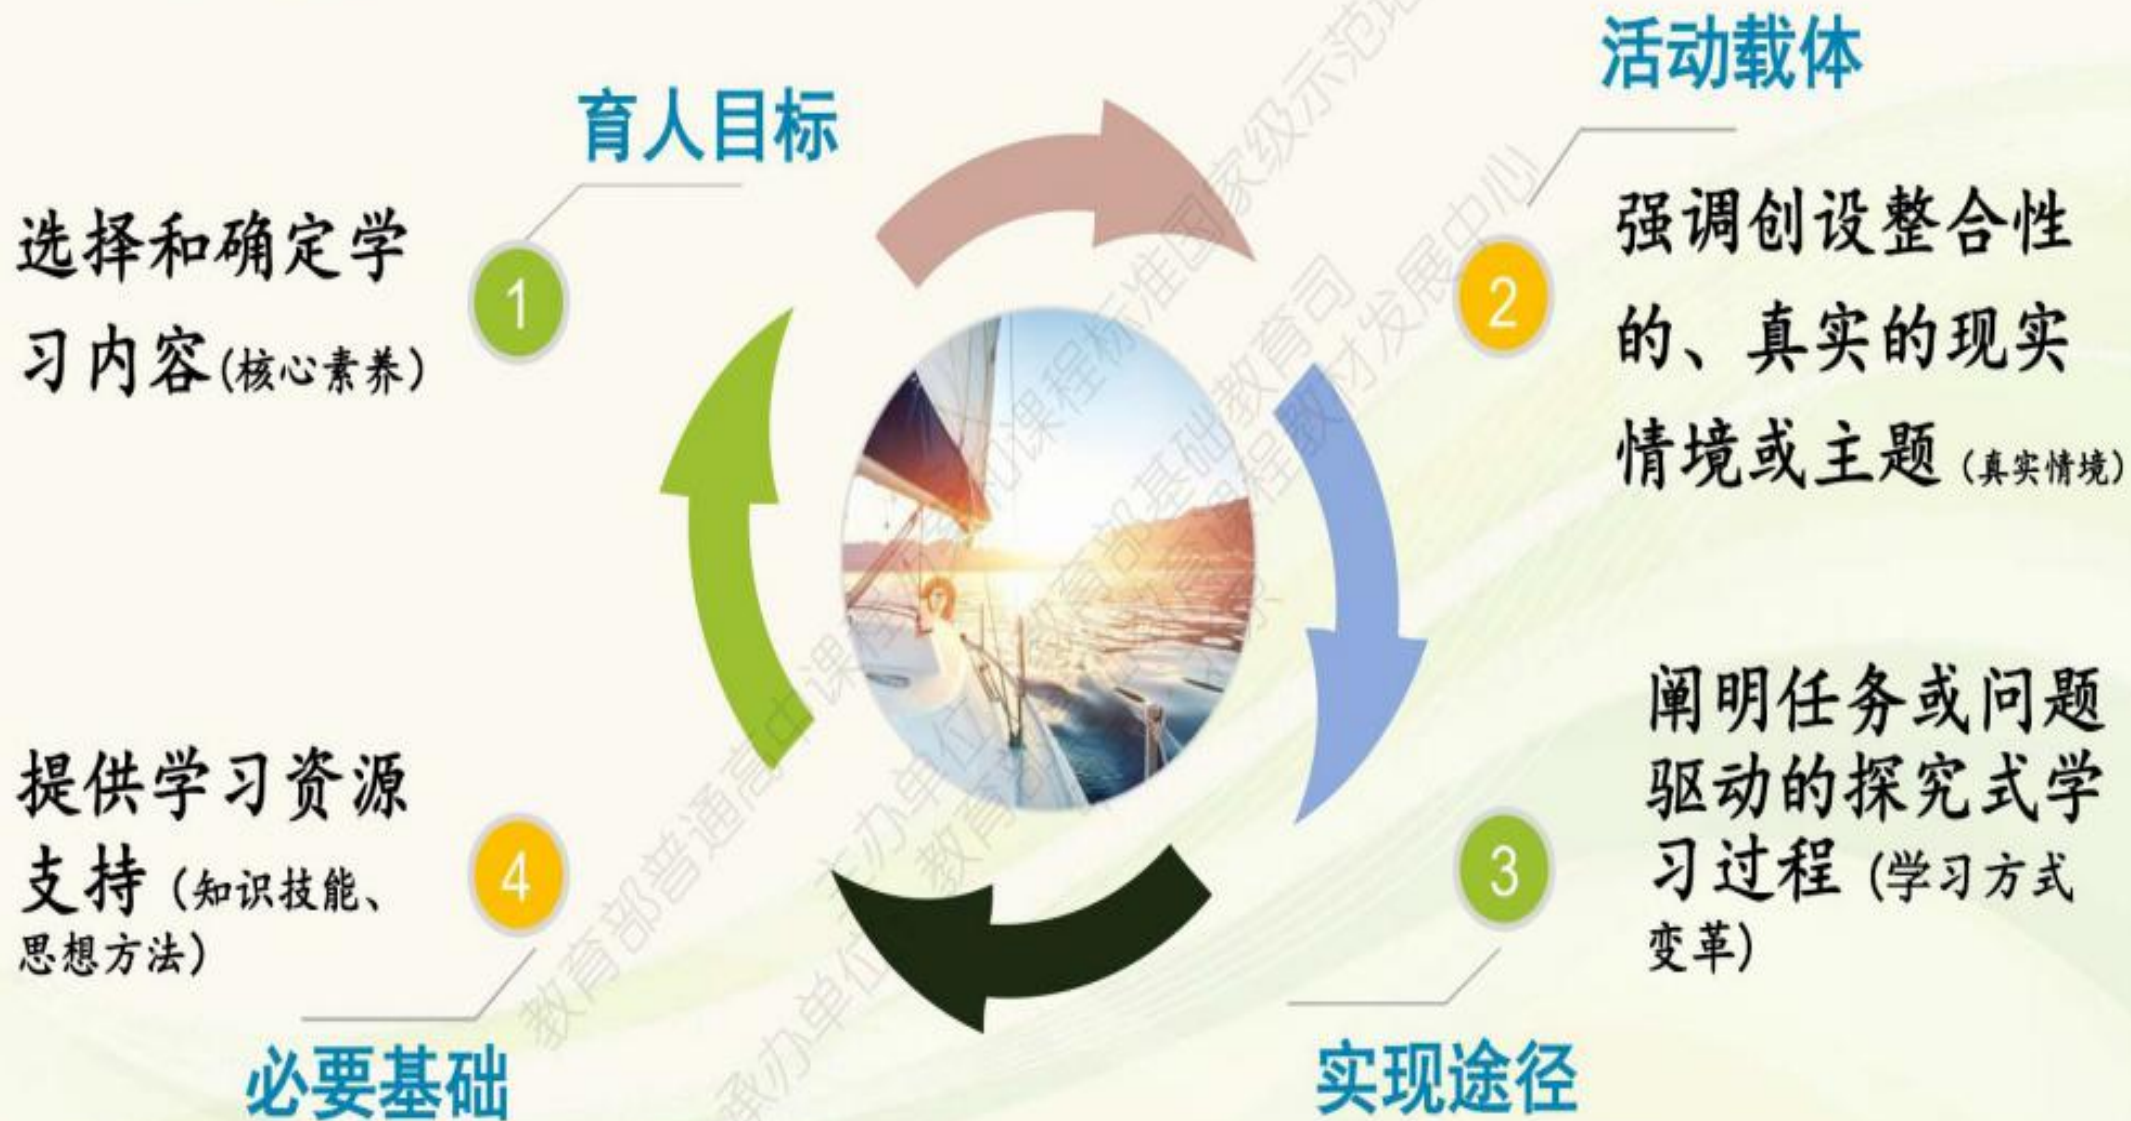 育人目标
选择和确定学
习内容(核心素养)
1
活动载体
2
强调创设整合性
的、真实的现实
情境或主题(真实情境)
阐明任务或问题
驱动的探究式学
习过程(学习方式
变革)
3
实现途径
提供学习资源
支持(知识技能、
思想方法)
4
必要基础